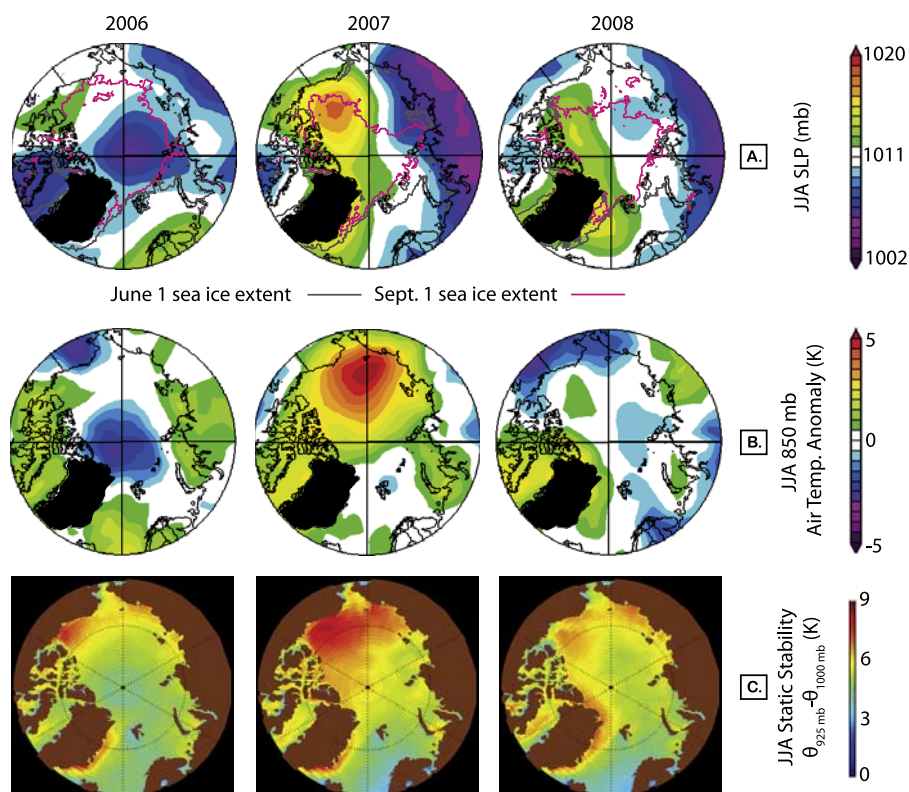 2006 2007 2008
A.
JJA SLP (mb)
1020
1011
1002
June 1 sea ice extent
Sept. 1 sea ice extent
B.
JJA 850 mb
Air Temp. Anomaly (K)
5
0
-5
C.
JJA Static Stability
θ925 mb-θ1000 mb (K)
9
6
3
0